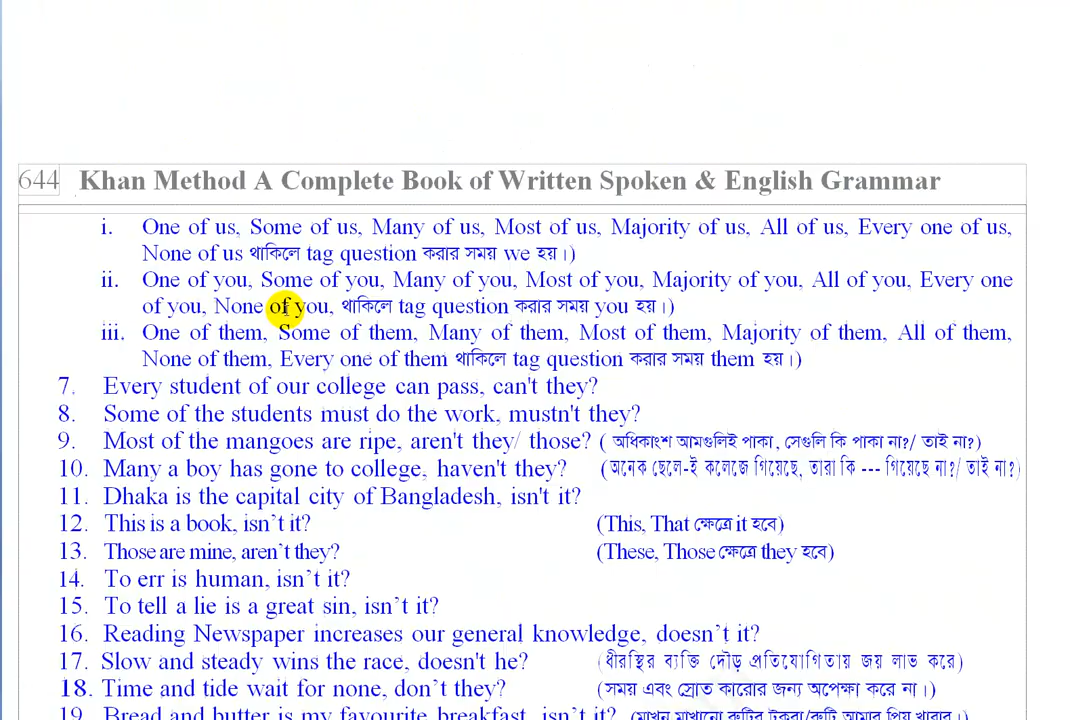 644 Khan Method A Complete Book of Written Spoken & English Grammar
i. One of us, Some of us, Many of us, Most of us, Majority of us, All of us, Every one of us,
None of us থাকিলে tag question করার সময় we হয়।)
ii. One of you, Some of you, Many of you, Most of you, Majority of you, All of you, Every one
of you, None of you, থাকিলে tag question করার সময় you হয়।)
iii. One of them, Some of them, Many of them, Most of them, Majority of them, All of them,
None of them, Every one of them থাকিলে tag question করার সময় them হয়।)
7. Every student of our college can pass, can't they?
8. Some of the students must do the work, mustn't they?
9. Most of the mangoes are ripe, aren't they/ those? ( অধিকাংশ আমগুলিই পাকা, সেগুলি কি পাকা না?/ তাই না?)
10. Many a boy has gone to college, haven't they? (অনেক ছেলে-ই কলেজে গিয়েছে, তারা কি --- গিয়েছে না?/ তাই না?)
11. Dhaka is the capital city of Bangladesh, isn't it?
12. This is a book, isn’t it? (This, That ক্ষেত্রে it হবে)
13. Those are mine, aren’t they? (These, Those ক্ষেত্রে they হবে)
14. To err is human, isn’t it?
15. To tell a lie is a great sin, isn’t it?
16. Reading Newspaper increases our general knowledge, doesn’t it?
17. Slow and steady wins the race, doesn't he? (ধীরস্থির ব্যক্তি দৌড় প্রতিযোগিতায় জয় লাভ করে)
18. Time and tide wait for none, don’t they? (সময় এবং স্রোত কারোর জন্য অপেক্ষা করে না।)
19. Bread and butter is my favourite breakfast, isn’t it? (মাখন মাখানো রুটির টুকরা/রুটি আমার প্রিয় খাবার।)